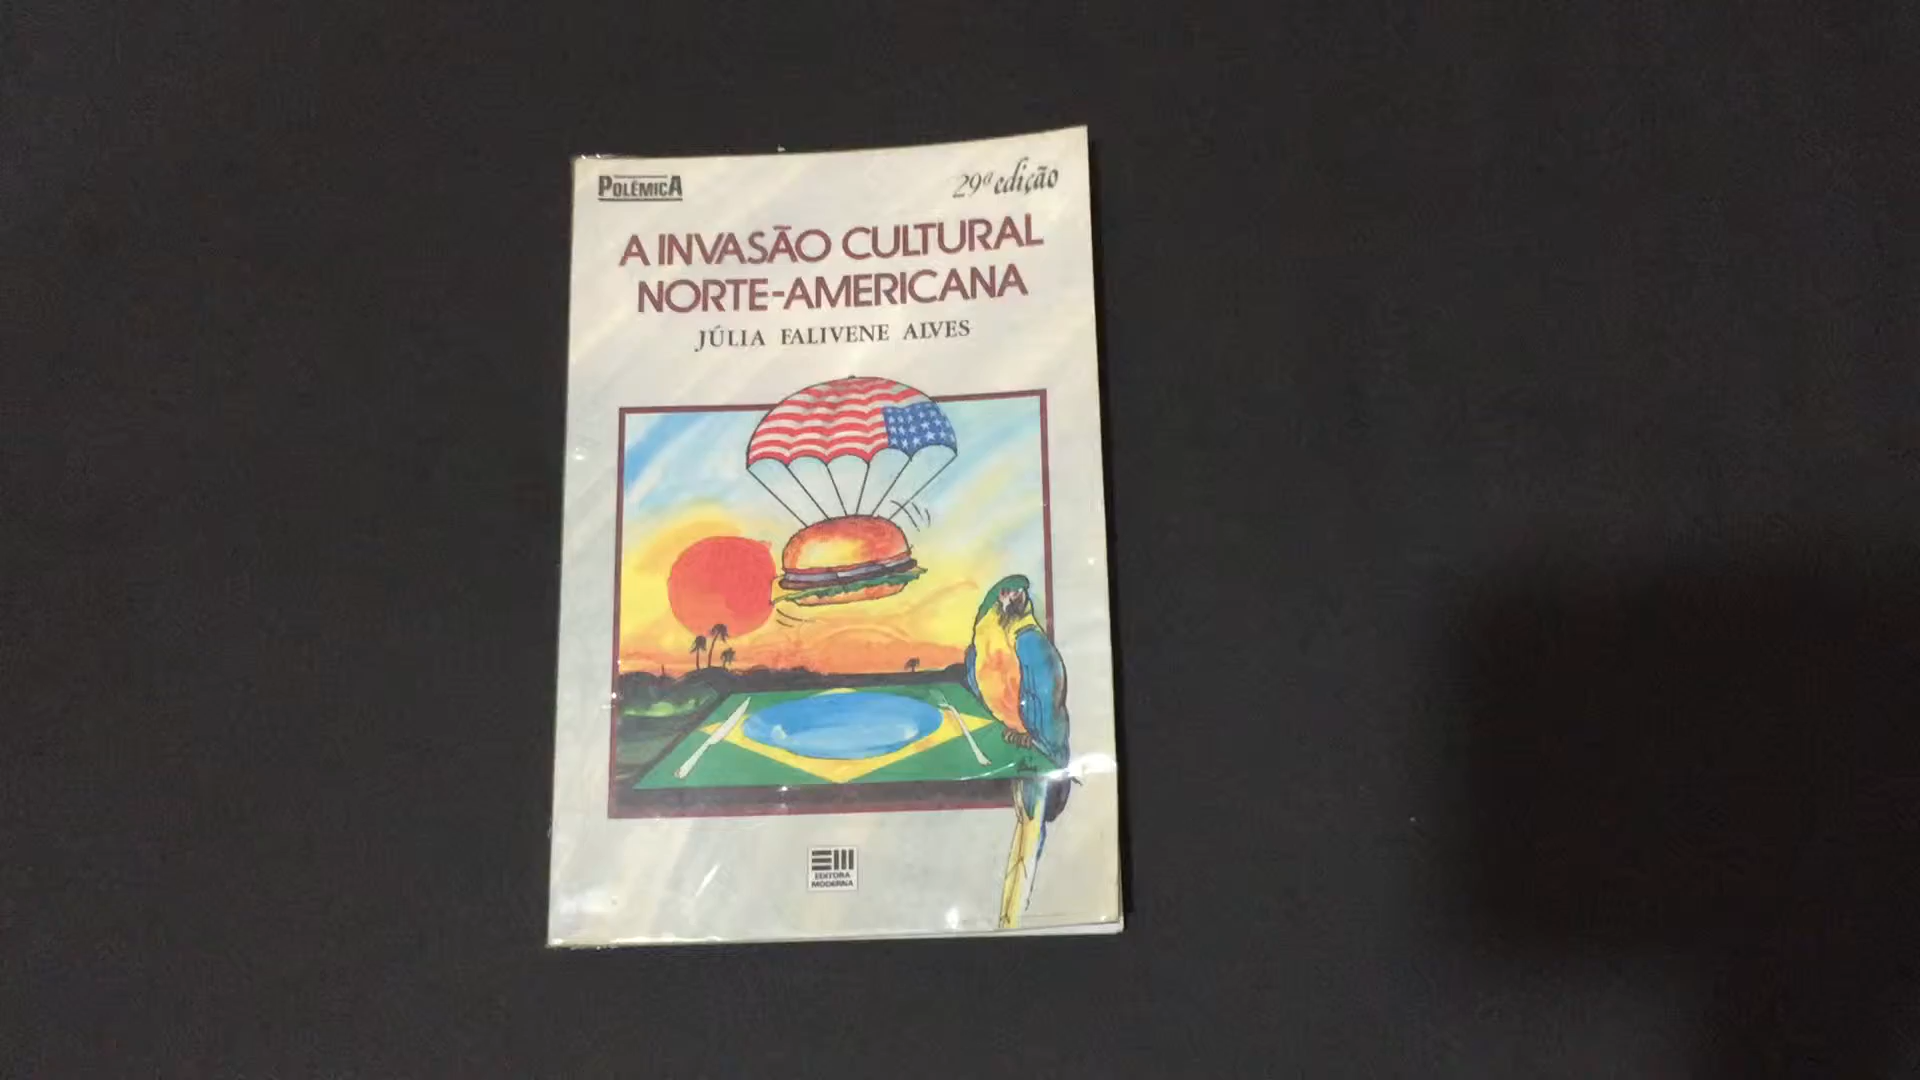 POLÊMICA
29ª edição
A INVASÃO CULTURAL
NORTE-AMERICANA
JÚLIA FALIVENE ALVES
EDITORA
MODERNA